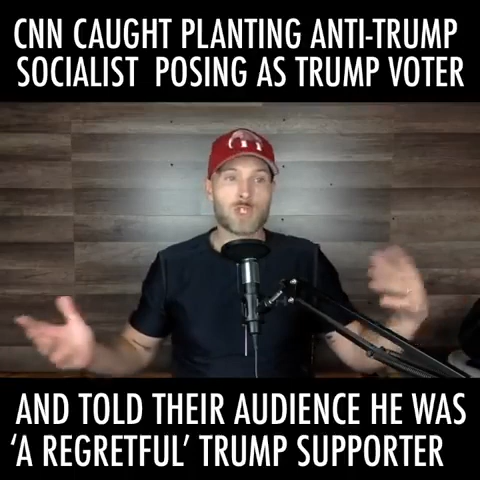 CNN CAUGHT PLANTING ANTI-TRUMP
SOCIALIST POSING AS TRUMP VOTER
AND TOLD THEIR AUDIENCE HE WAS
‘A REGRETFUL’ TRUMP SUPPORTER